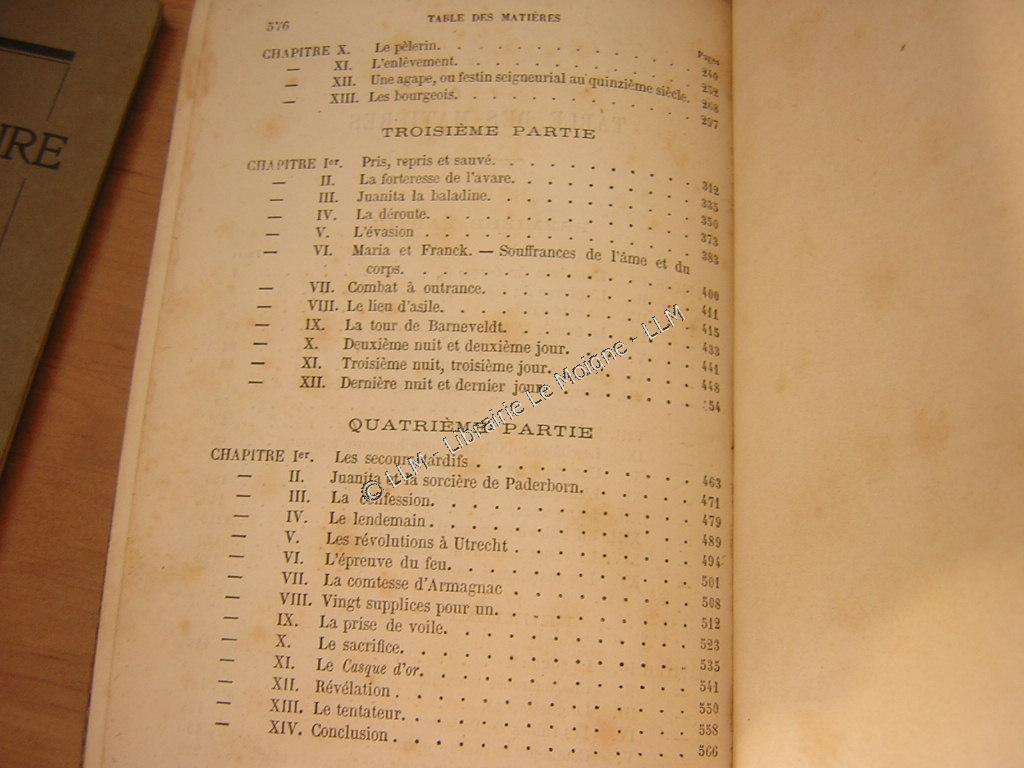 576
TABLE DES MATIÈRES
Pages
CHAPITRE X. Le pèlerin. 240
— XI. L'enlèvement. 252
— XII. Une agape, ou festin seigneurial au quinzième siècle. 268
— XIII. Les bourgeois. 297
TROISIÈME PARTIE
CHAPITRE Ier. Pris, repris et sauvé. 312
— II. La forteresse de l'avare. 335
— III. Juanita la baladine. 350
— IV. La déroute. 373
— V. L'évasion 383
— VI. Maria et Franck. — Souffrances de l'âme et du
corps. 400
— VII. Combat à outrance. 411
— VIII. Le lieu d'asile. 415
— IX. La tour de Barneveldt. 433
— X. Deuxième nuit et deuxième jour. 441
— XI. Troisième nuit, troisième jour. 448
— XII. Dernière nuit et dernier jour. 54
QUATRIÈME PARTIE
CHAPITRE Ier. Les secours tardifs 463
— II. Juanita et la sorcière de Paderborn. 471
— III. La confession. 479
— IV. Le lendemain. 489
— V. Les révolutions à Utrecht 494
— VI. L'épreuve du feu. 501
— VII. La comtesse d'Armagnac 508
— VIII. Vingt supplices pour un. 512
— IX. La prise de voile. 523
— X. Le sacrifice. 535
— XI. Le Casque d'or. 541
— XII. Révélation 550
— XIII. Le tentateur. 558
— XIV. Conclusion 566
IRE
© LLM - Librairie Le Moigne - LLM